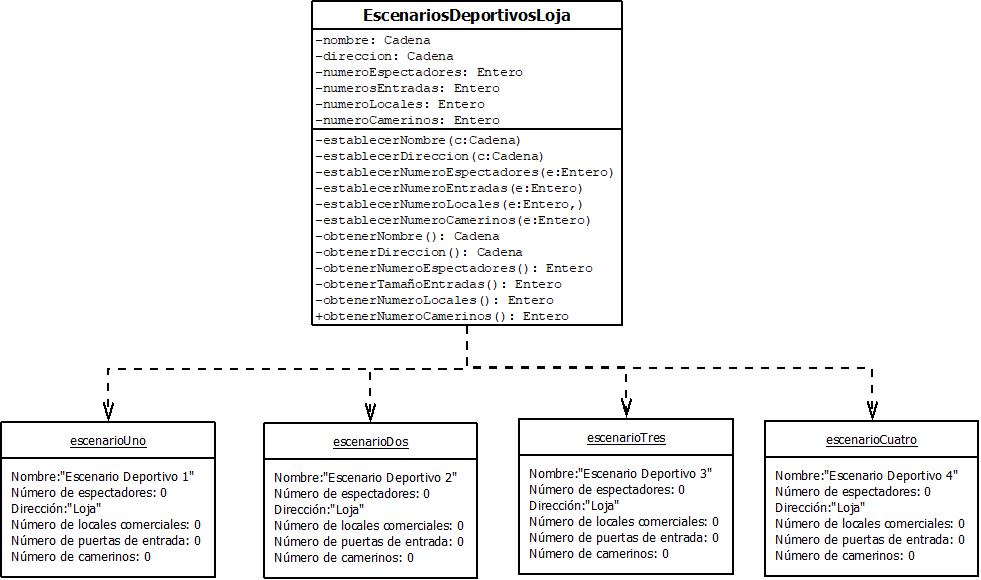 EscenariosDeportivosLoja
-nombre: Cadena
-direccion: Cadena
-numeroEspectadores: Entero
-numerosEntradas: Entero
-numeroLocales: Entero
-numeroCamerinos: Entero
-establecerNombre(c:Cadena)
-establecerDireccion(c:Cadena)
-establecerNumeroEspectadores(e:Entero)
-establecerNumeroEntradas(e:Entero)
-establecerNumeroLocales(e:Entero,)
-establecerNumeroCamerinos(e:Entero)
-obtenerNombre(): Cadena
-obtenerDireccion(): Cadena
-obtenerNumeroEspectadores(): Entero
-obtenerTamañoEntradas(): Entero
-obtenerNumeroLocales(): Entero
+obtenerNumeroCamerinos(): Entero
escenarioUno
Nombre:"Escenario Deportivo 1"
Número de espectadores: 0
Dirección:"Loja"
Número de locales comerciales: 0
Número de puertas de entrada: 0
Número de camerinos: 0
escenarioDos
Nombre:"Escenario Deportivo 2"
Número de espectadores: 0
Dirección:"Loja"
Número de locales comerciales: 0
Número de puertas de entrada: 0
Número de camerinos: 0
escenarioTres
Nombre:"Escenario Deportivo 3"
Número de espectadores: 0
Dirección:"Loja"
Número de locales comerciales: 0
Número de puertas de entrada: 0
Número de camerinos: 0
escenarioCuatro
Nombre:"Escenario Deportivo 4"
Número de espectadores: 0
Dirección:"Loja"
Número de locales comerciales: 0
Número de puertas de entrada: 0
Número de camerinos: 0